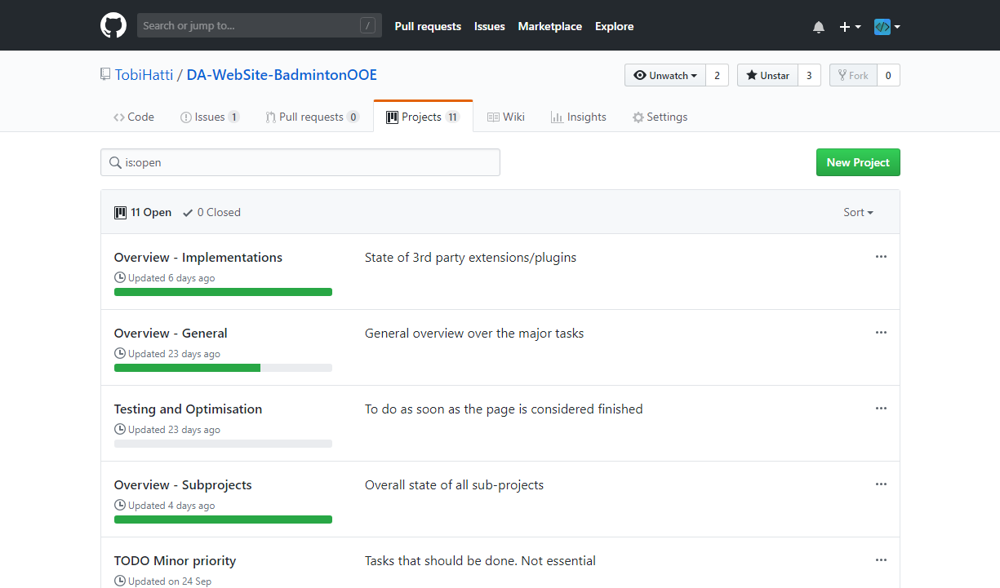 Search or jump to... / Pull requests Issues Marketplace Explore
TobiHatti / DA-WebSite-BadmintonOOE Unwatch 2 Unstar 3 Fork 0
Code Issues 1 Pull requests 0 Projects 11 Wiki Insights Settings
is:open New Project
11 Open 0 Closed Sort
Overview - Implementations State of 3rd party extensions/plugins
Updated 6 days ago
Overview - General General overview over the major tasks
Updated 23 days ago
Testing and Optimisation To do as soon as the page is considered finished
Updated 23 days ago
Overview - Subprojects Overall state of all sub-projects
Updated 4 days ago
TODO Minor priority Tasks that should be done. Not essential
Updated on 24 Sep